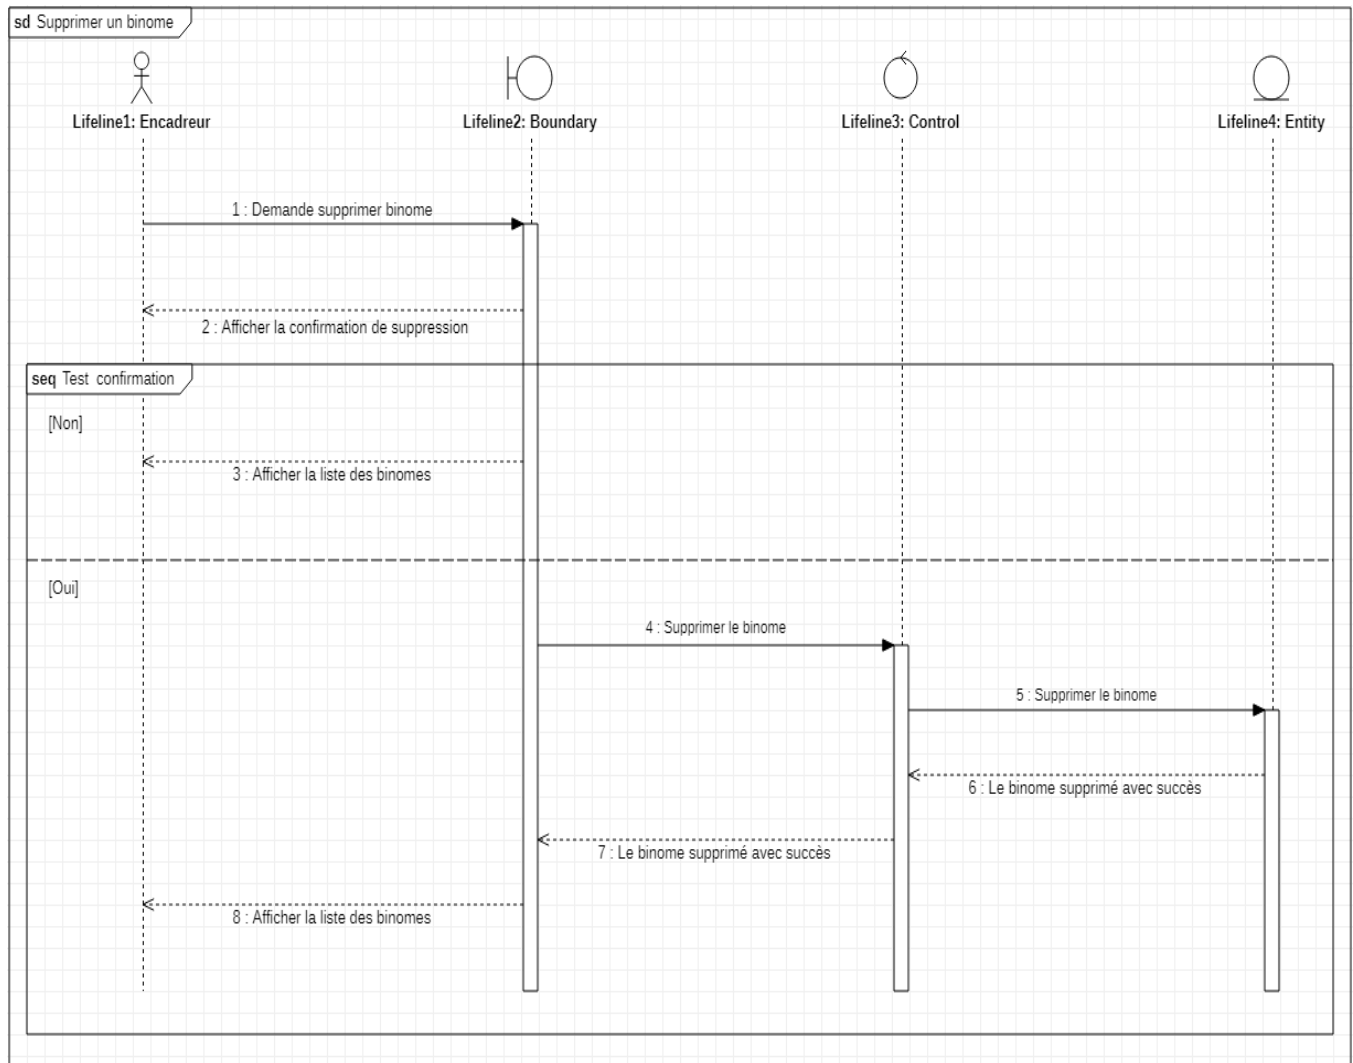 sd Supprimer un binome
Lifeline1: Encadreur
Lifeline2: Boundary
Lifeline3: Control
Lifeline4: Entity
1 : Demande supprimer binome
2 : Afficher la confirmation de suppression
seq Test confirmation
[Non]
3 : Afficher la liste des binomes
[Oui]
4 : Supprimer le binome
5 : Supprimer le binome
6 : Le binome supprimé avec succès
7 : Le binome supprimé avec succès
8 : Afficher la liste des binomes